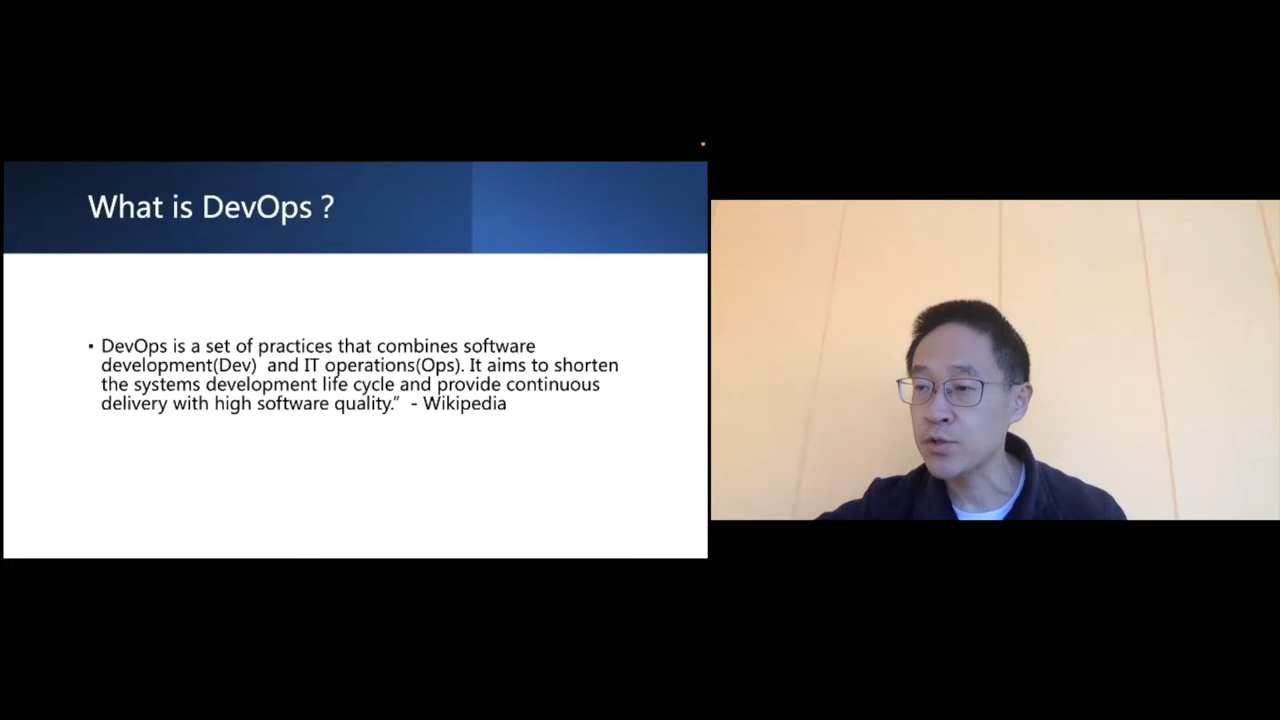 What is DevOps ?
• DevOps is a set of practices that combines software
development(Dev)  and IT operations(Ops). It aims to shorten
the systems development life cycle and provide continuous
delivery with high software quality.”  - Wikipedia